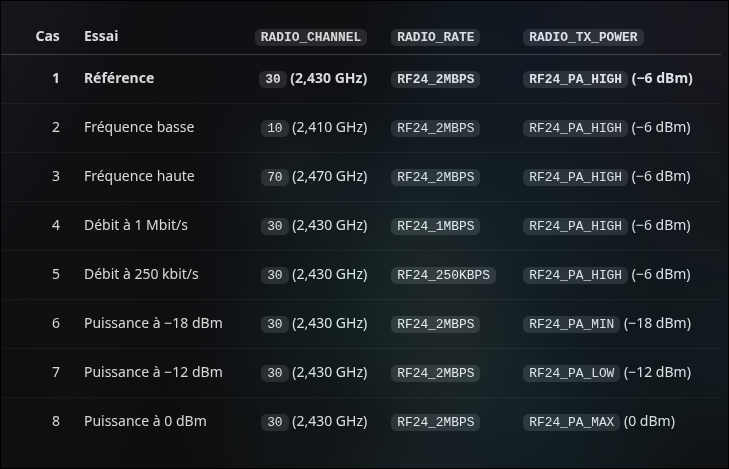 Cas Essai RADIO_CHANNEL RADIO_RATE RADIO_TX_POWER
1 Référence 30 (2,430 GHz) RF24_2MBPS RF24_PA_HIGH (−6 dBm)
2 Fréquence basse 10 (2,410 GHz) RF24_2MBPS RF24_PA_HIGH (−6 dBm)
3 Fréquence haute 70 (2,470 GHz) RF24_2MBPS RF24_PA_HIGH (−6 dBm)
4 Débit à 1 Mbit/s 30 (2,430 GHz) RF24_1MBPS RF24_PA_HIGH (−6 dBm)
5 Débit à 250 kbit/s 30 (2,430 GHz) RF24_250KBPS RF24_PA_HIGH (−6 dBm)
6 Puissance à −18 dBm 30 (2,430 GHz) RF24_2MBPS RF24_PA_MIN (−18 dBm)
7 Puissance à −12 dBm 30 (2,430 GHz) RF24_2MBPS RF24_PA_LOW (−12 dBm)
8 Puissance à 0 dBm 30 (2,430 GHz) RF24_2MBPS RF24_PA_MAX (0 dBm)